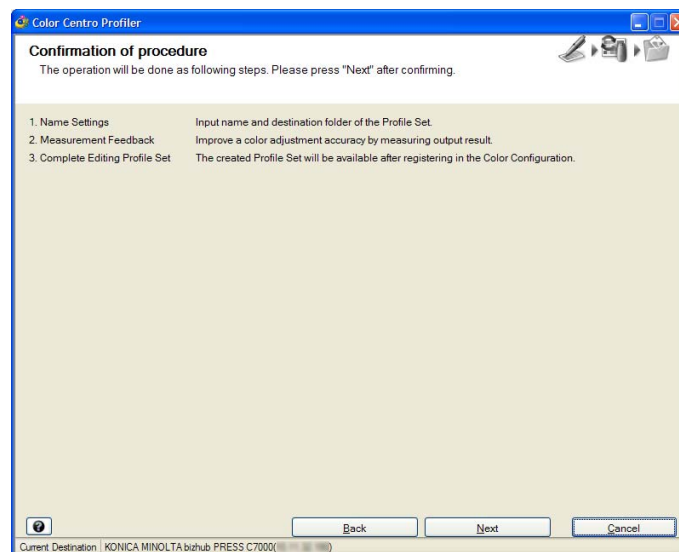 Color Centro Profiler
Confirmation of procedure
The operation will be done as following steps. Please press "Next" after confirming.
1. Name Settings Input name and destination folder of the Profile Set.
2. Measurement Feedback Improve a color adjustment accuracy by measuring output result.
3. Complete Editing Profile Set The created Profile Set will be available after registering in the Color Configuration.
? Back Next Cancel
Current Destination KONICA MINOLTA bizhub PRESS C7000( )